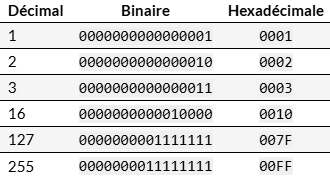 Décimal Binaire Hexadécimale
1 0000000000000001 0001
2 0000000000000010 0002
3 0000000000000011 0003
16 0000000000010000 0010
127 0000000001111111 007F
255 0000000011111111 00FF